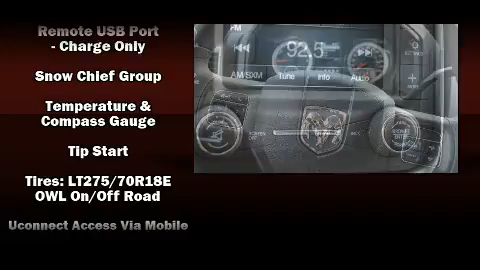 Remote USB Port
- Charge Only
Snow Chief Group
Temperature &
Compass Gauge
Tip Start
Tires: LT275/70R18E
OWL On/Off Road
Uconnect Access Via Mobile
FM
92.5
AM/SXM
Tune
Info
Audio